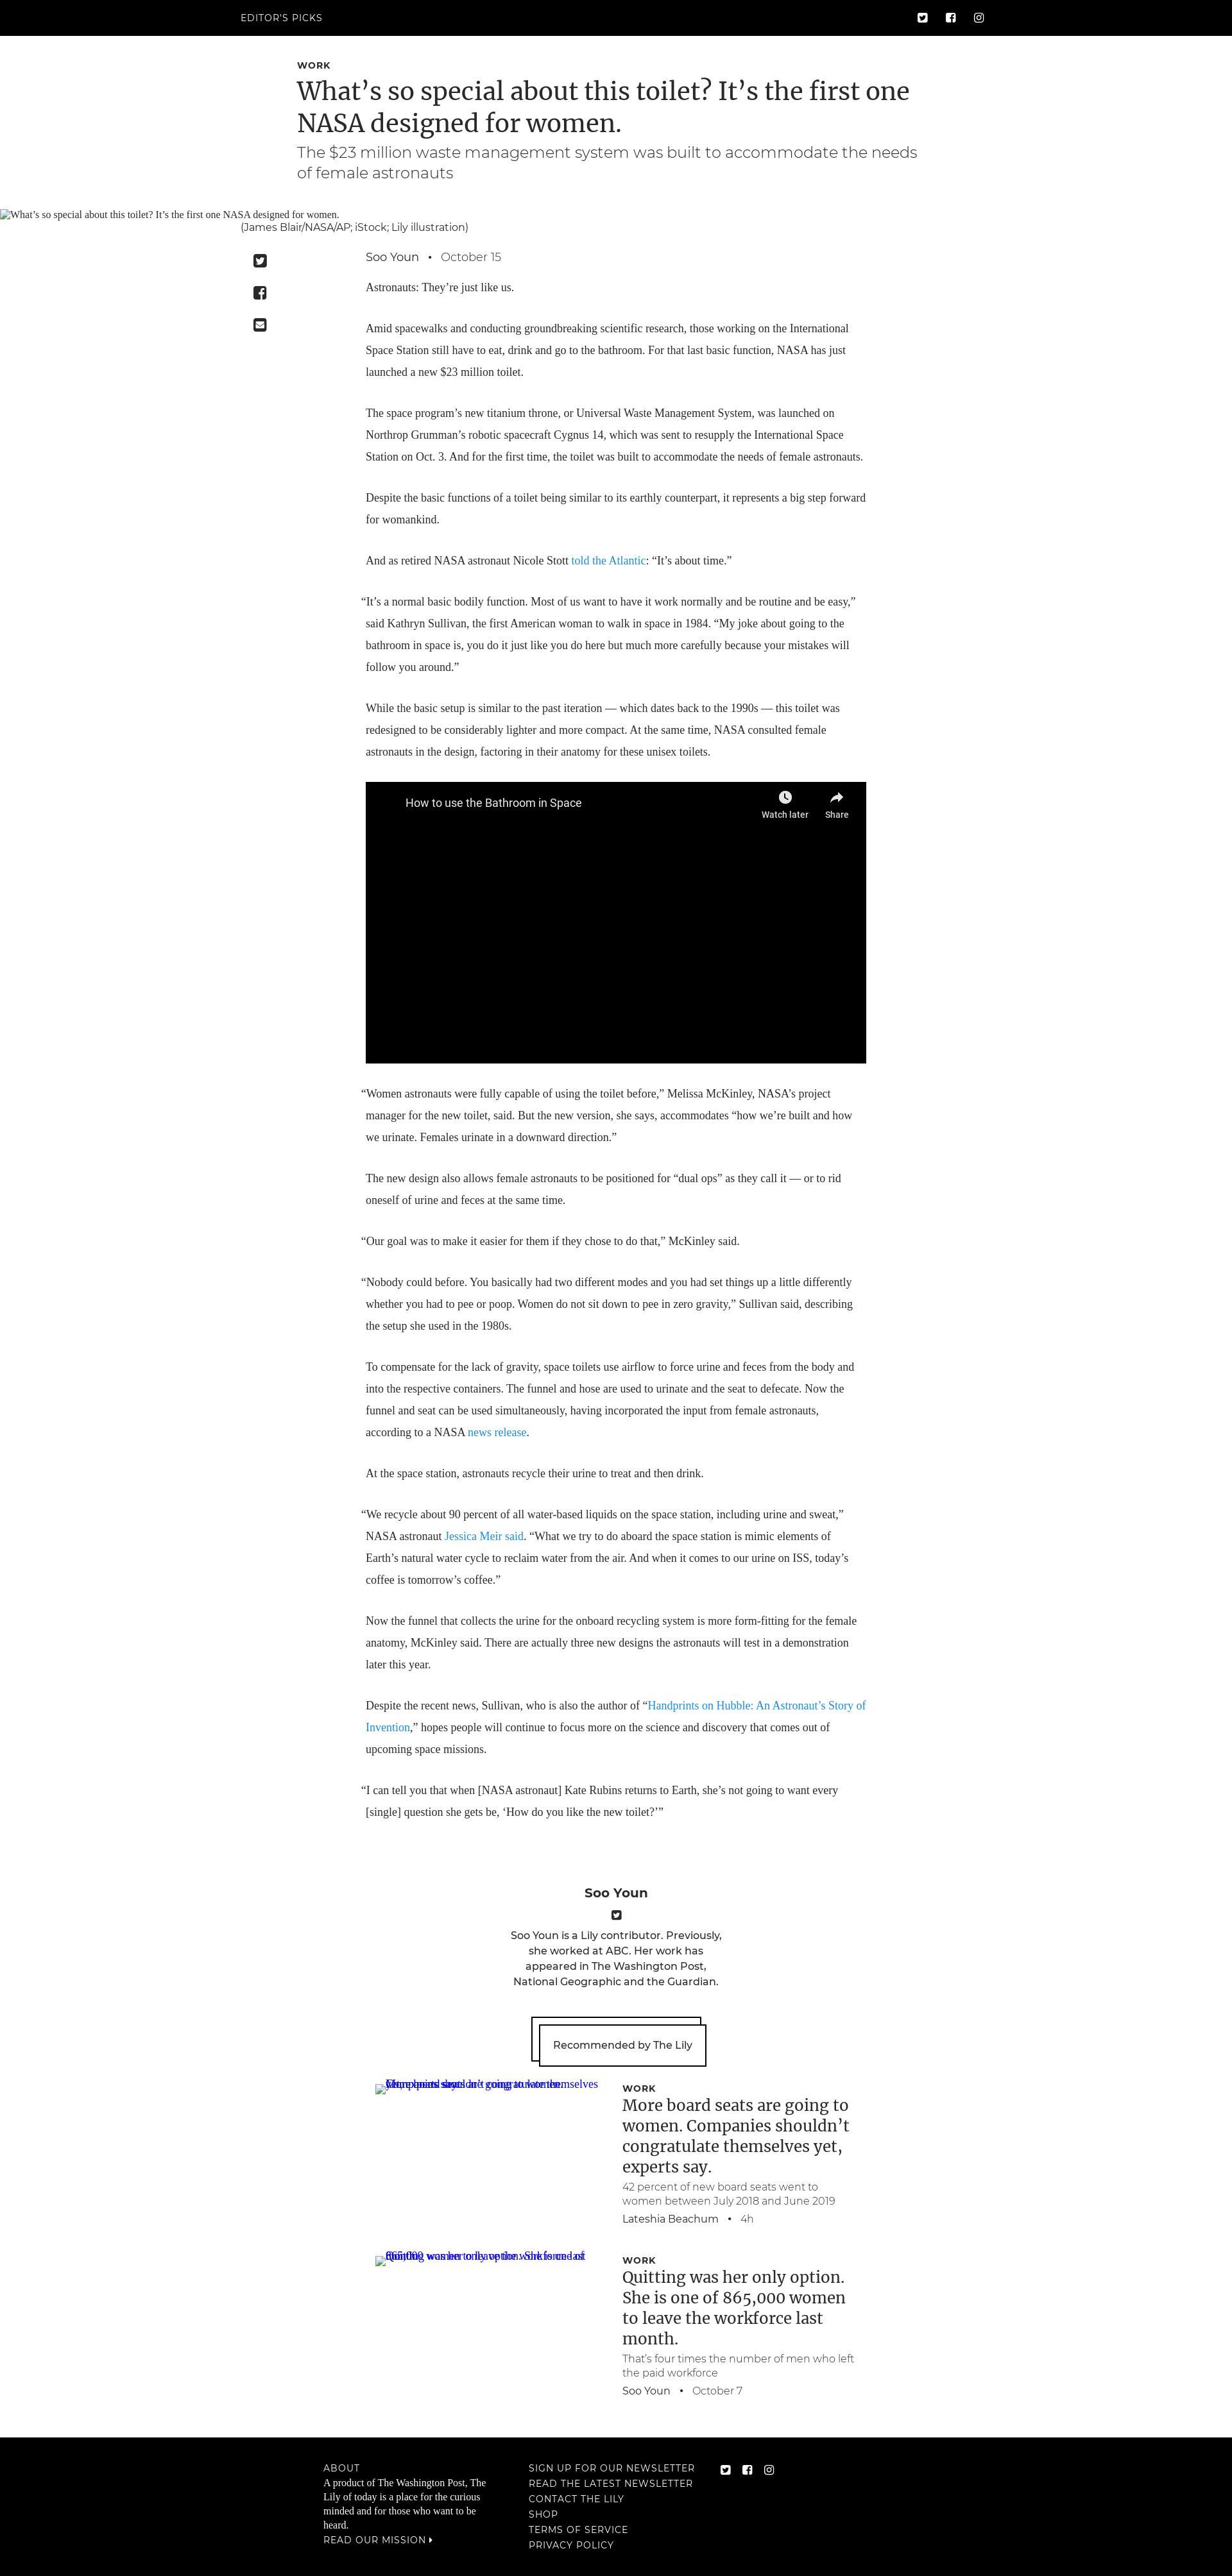 EDITOR'S PICKS
WORK
What’s so special about this toilet? It’s the first one
NASA designed for women.
The $23 million waste management system was built to accommodate the needs
of female astronauts
What’s so special about this toilet? It’s the first one NASA designed for women.
(James Blair/NASA/AP; iStock; Lily illustration)
Soo Youn • October 15
Astronauts: They’re just like us.
Amid spacewalks and conducting groundbreaking scientific research, those working on the International
Space Station still have to eat, drink and go to the bathroom. For that last basic function, NASA has just
launched a new $23 million toilet.
The space program’s new titanium throne, or Universal Waste Management System, was launched on
Northrop Grumman’s robotic spacecraft Cygnus 14, which was sent to resupply the International Space
Station on Oct. 3. And for the first time, the toilet was built to accommodate the needs of female astronauts.
Despite the basic functions of a toilet being similar to its earthly counterpart, it represents a big step forward
for womankind.
And as retired NASA astronaut Nicole Stott told the Atlantic: “It’s about time.”
“It’s a normal basic bodily function. Most of us want to have it work normally and be routine and be easy,”
said Kathryn Sullivan, the first American woman to walk in space in 1984. “My joke about going to the
bathroom in space is, you do it just like you do here but much more carefully because your mistakes will
follow you around.”
While the basic setup is similar to the past iteration — which dates back to the 1990s — this toilet was
redesigned to be considerably lighter and more compact. At the same time, NASA consulted female
astronauts in the design, factoring in their anatomy for these unisex toilets.
How to use the Bathroom in Space
Watch later
Share
“Women astronauts were fully capable of using the toilet before,” Melissa McKinley, NASA’s project
manager for the new toilet, said. But the new version, she says, accommodates “how we’re built and how
we urinate. Females urinate in a downward direction.”
The new design also allows female astronauts to be positioned for “dual ops” as they call it — or to rid
oneself of urine and feces at the same time.
“Our goal was to make it easier for them if they chose to do that,” McKinley said.
“Nobody could before. You basically had two different modes and you had set things up a little differently
whether you had to pee or poop. Women do not sit down to pee in zero gravity,” Sullivan said, describing
the setup she used in the 1980s.
To compensate for the lack of gravity, space toilets use airflow to force urine and feces from the body and
into the respective containers. The funnel and hose are used to urinate and the seat to defecate. Now the
funnel and seat can be used simultaneously, having incorporated the input from female astronauts,
according to a NASA news release.
At the space station, astronauts recycle their urine to treat and then drink.
“We recycle about 90 percent of all water-based liquids on the space station, including urine and sweat,”
NASA astronaut Jessica Meir said. “What we try to do aboard the space station is mimic elements of
Earth’s natural water cycle to reclaim water from the air. And when it comes to our urine on ISS, today’s
coffee is tomorrow’s coffee.”
Now the funnel that collects the urine for the onboard recycling system is more form-fitting for the female
anatomy, McKinley said. There are actually three new designs the astronauts will test in a demonstration
later this year.
Despite the recent news, Sullivan, who is also the author of “Handprints on Hubble: An Astronaut’s Story of
Invention,” hopes people will continue to focus more on the science and discovery that comes out of
upcoming space missions.
“I can tell you that when [NASA astronaut] Kate Rubins returns to Earth, she’s not going to want every
[single] question she gets be, ‘How do you like the new toilet?’”
Soo Youn
Soo Youn is a Lily contributor. Previously,
she worked at ABC. Her work has
appeared in The Washington Post,
National Geographic and the Guardian.
Recommended by The Lily
WORK
More board seats are going to
women. Companies shouldn’t
congratulate themselves yet,
experts say.
42 percent of new board seats went to
women between July 2018 and June 2019
Lateshia Beachum • 4h
WORK
Quitting was her only option.
She is one of 865,000 women
to leave the workforce last
month.
That’s four times the number of men who left
the paid workforce
Soo Youn • October 7
ABOUT
A product of The Washington Post, The
Lily of today is a place for the curious
minded and for those who want to be
heard.
READ OUR MISSION
SIGN UP FOR OUR NEWSLETTER
READ THE LATEST NEWSLETTER
CONTACT THE LILY
SHOP
TERMS OF SERVICE
PRIVACY POLICY